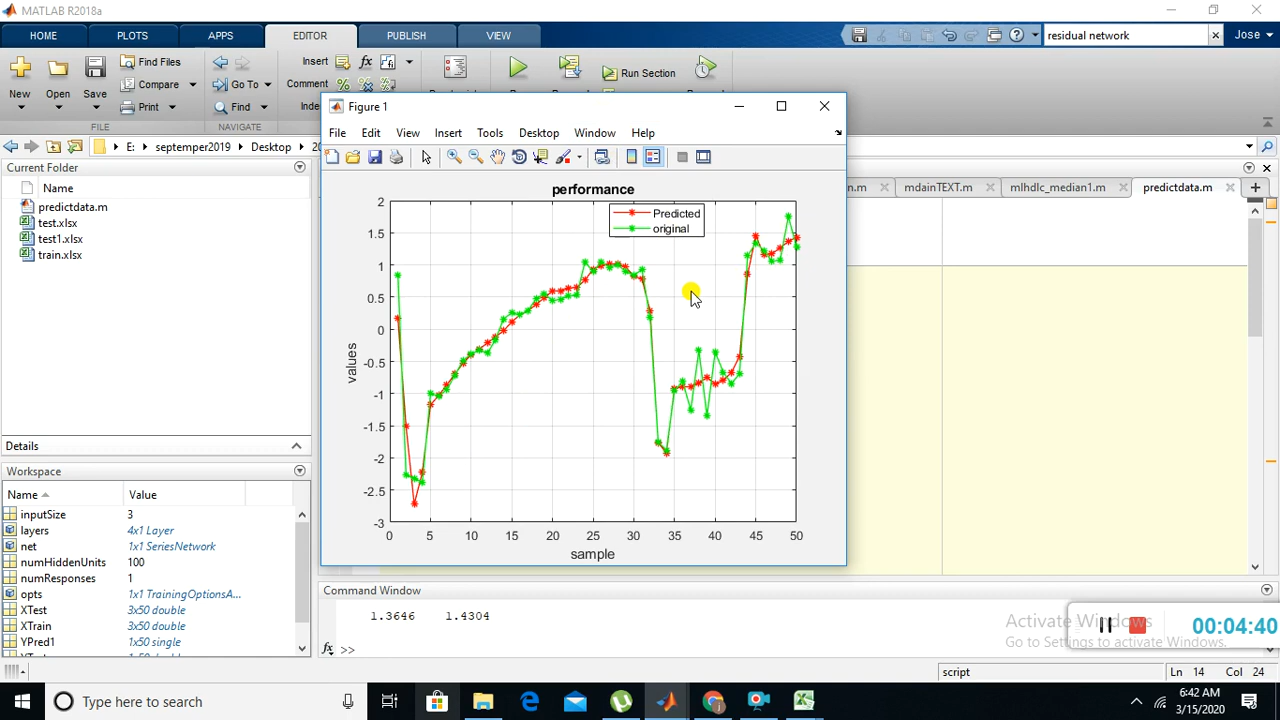 MATLAB R2018a
HOME PLOTS APPS EDITOR PUBLISH VIEW
residual network
Jose
New Open Save
Find Files
Compare
Print
Go To
Find
Insert
Comment
Run Section
FILE NAVIGATE
E: septemper2019 Desktop
Current Folder
Name
predictdata.m
test.xlsx
test1.xlsx
train.xlsx
Details
Workspace
Name Value
inputSize 3
layers 4x1 Layer
net 1x1 SeriesNetwork
numHiddenUnits 100
numResponses 1
opts 1x1 TrainingOptionsA...
XTest 3x50 double
XTrain 3x50 double
YPred1 1x50 single
Figure 1
File Edit View Insert Tools Desktop Window Help
performance
Predicted
original
values
2
1.5
1
0.5
0
-0.5
-1
-1.5
-2
-2.5
-3
0 5 10 15 20 25 30 35 40 45 50
sample
n.m mdainTEXT.m mlhdlc_median1.m predictdata.m
Command Window
1.3646 1.4304
fx >>
Activate Windows
Go to Settings to activate Windows.
00:04:40
script Ln 14 Col 24
Type here to search
6:42 AM
3/15/2020